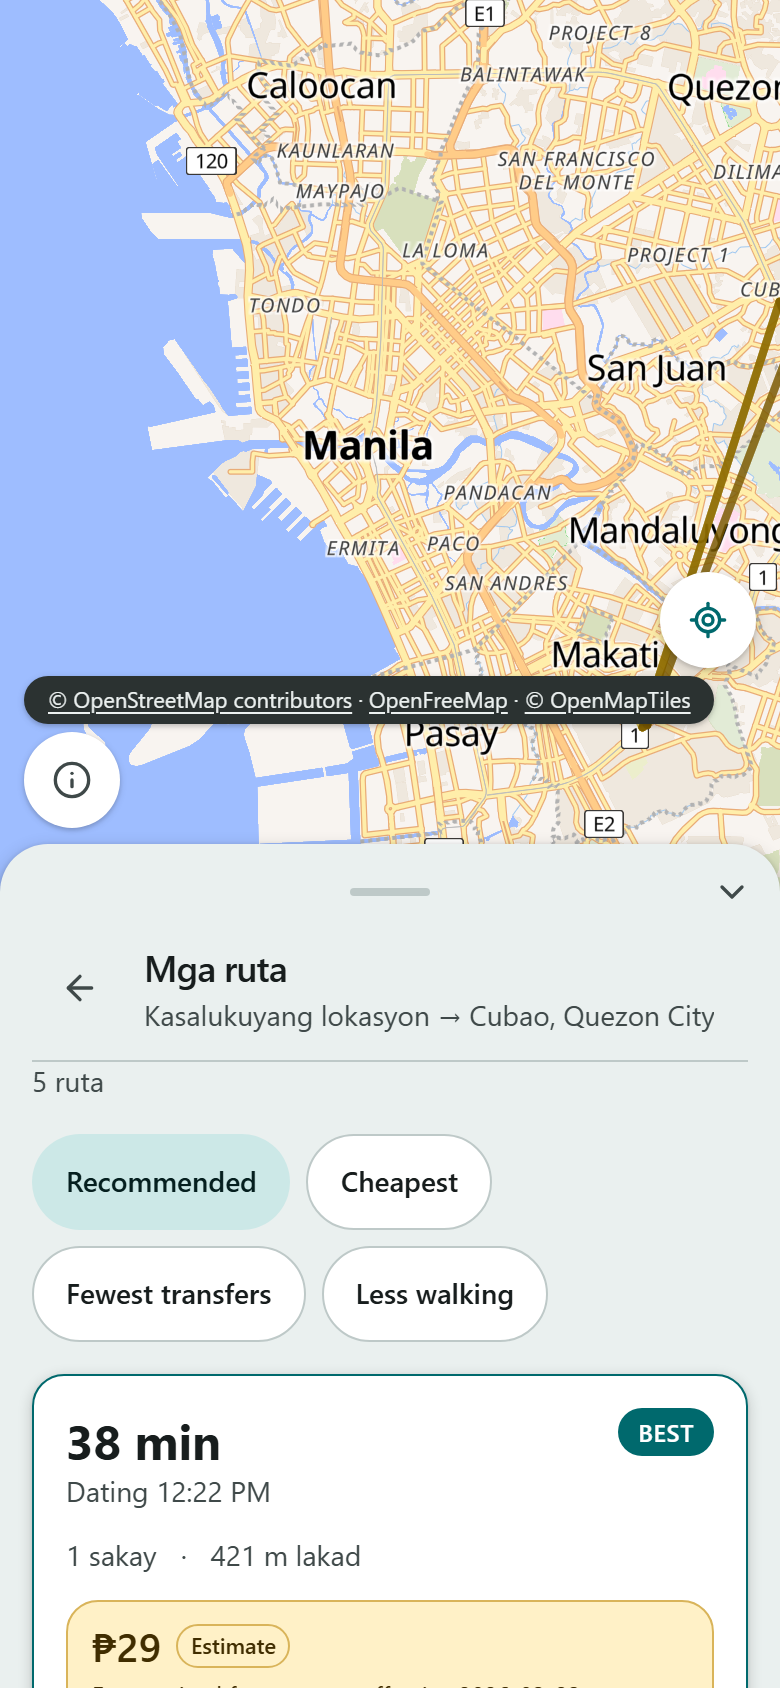 E1
PROJECT 8
BALINTAWAK
Caloocan
Quezon
120
KAUNLARAN
SAN FRANCISCO
DEL MONTE
DILIMA
MAYPAJO
LA LOMA
PROJECT 1
CUB
TONDO
San Juan
Manila
PANDACAN
Mandaluyong
ERMITA
PACO
SAN ANDRES
1
Makati
© OpenStreetMap contributors · OpenFreeMap · © OpenMapTiles
Pasay
1
E2
Mga ruta
Kasalukuyang lokasyon → Cubao, Quezon City
5 ruta
Recommended
Cheapest
Fewest transfers
Less walking
38 min
BEST
Dating 12:22 PM
1 sakay · 421 m lakad
₱29
Estimate